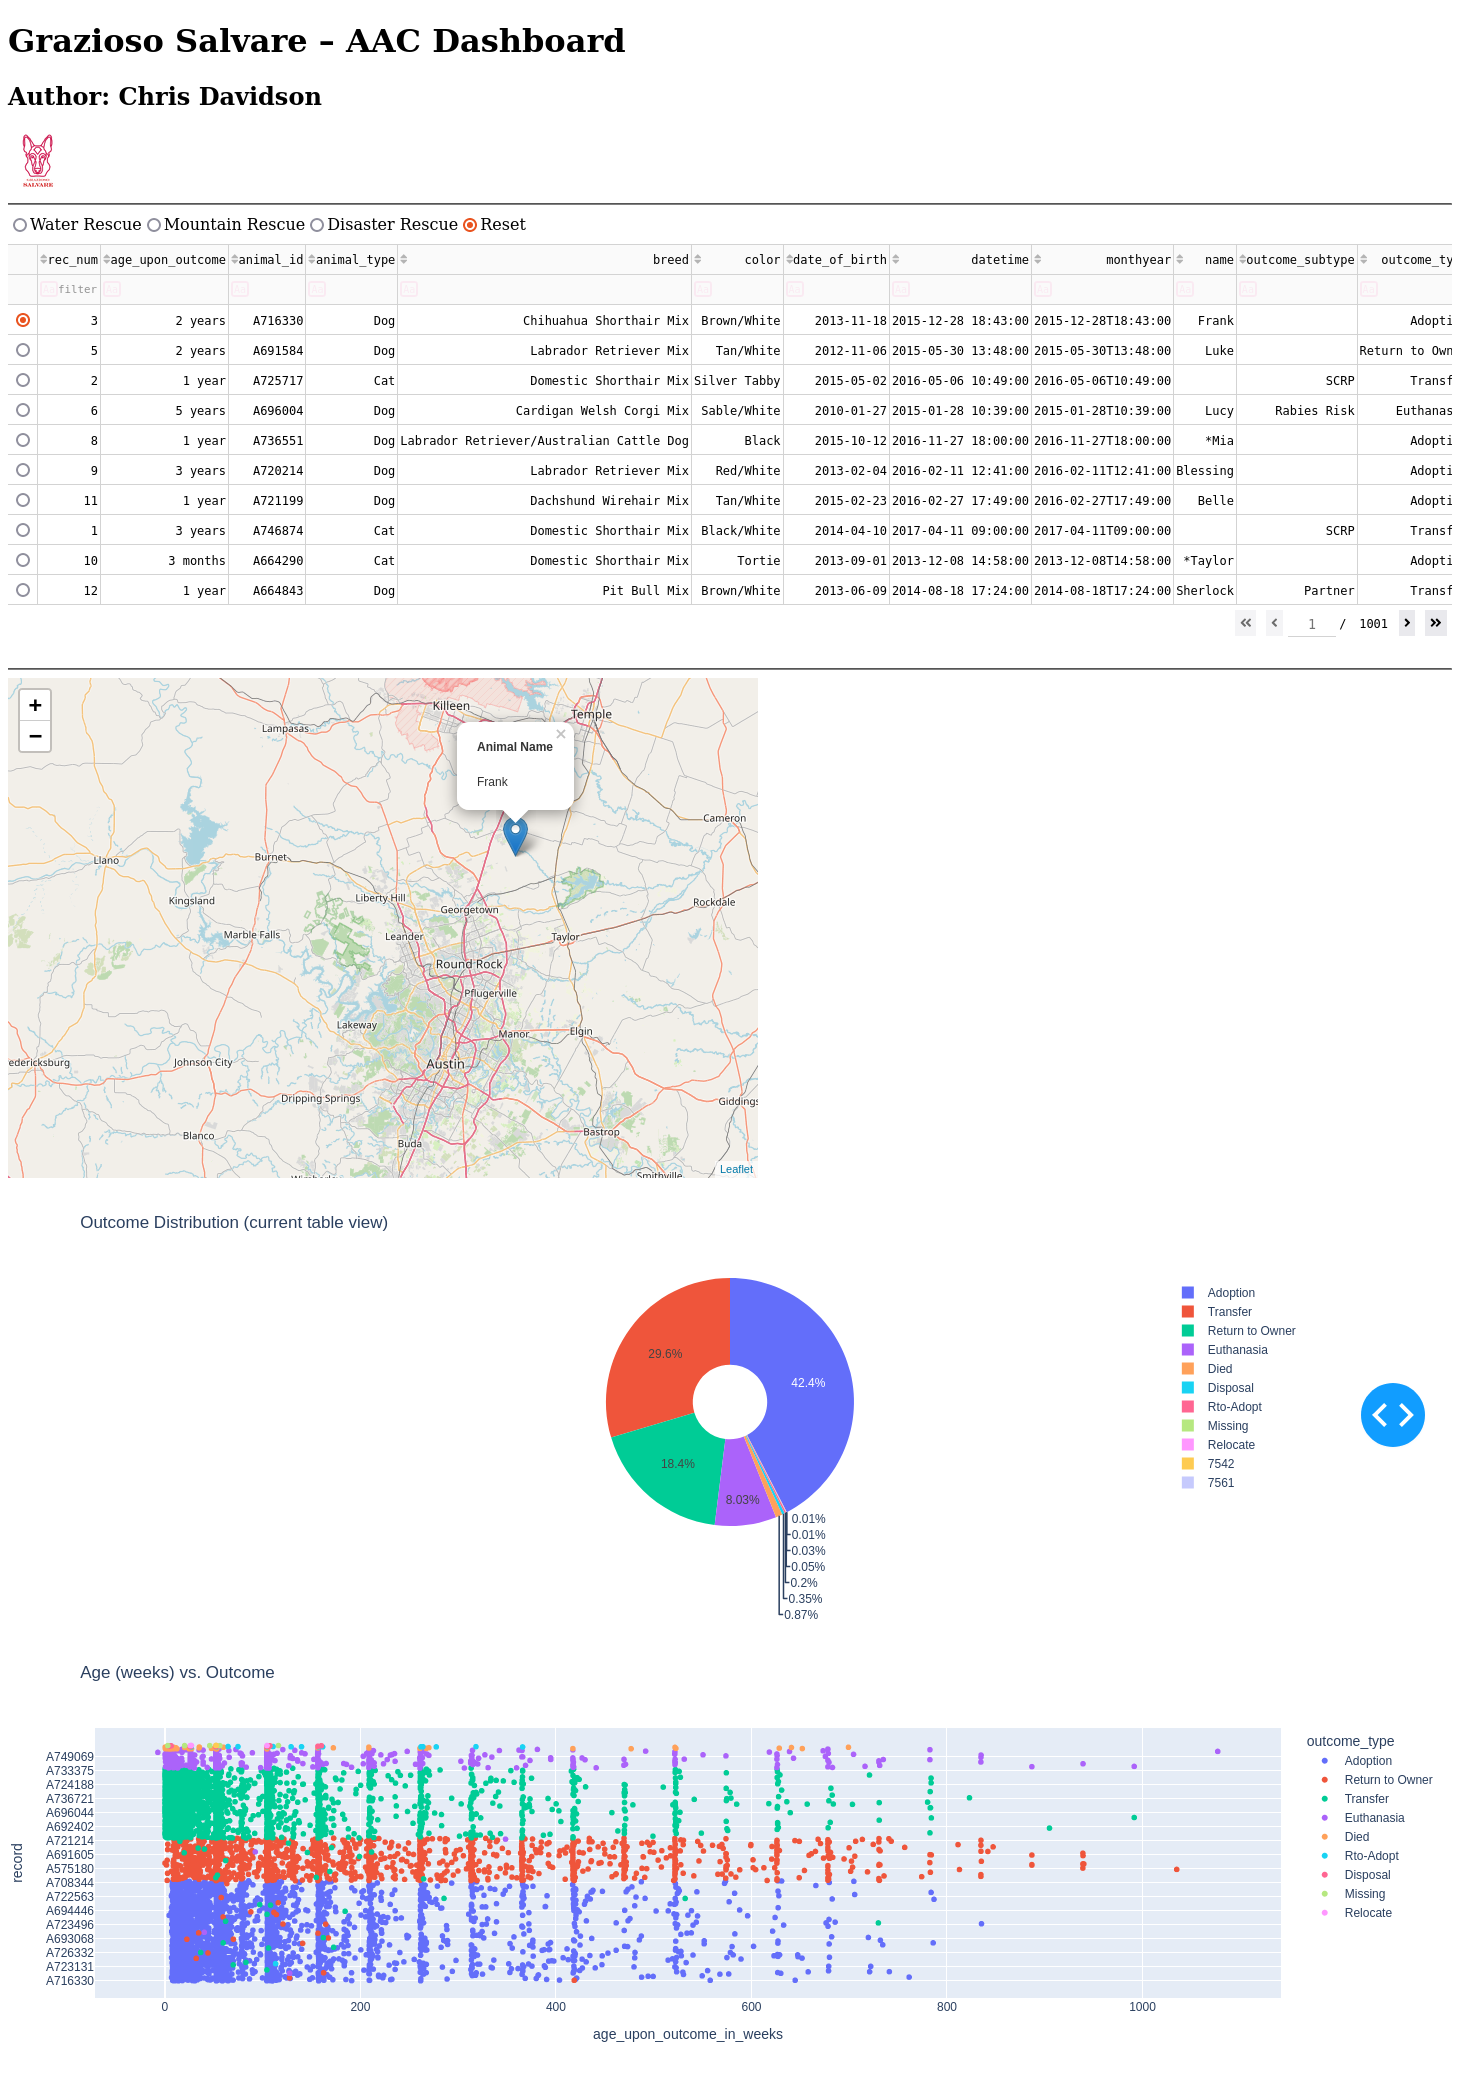 Grazioso Salvare – AAC Dashboard
Author: Chris Davidson
SALVARE
Water Rescue Mountain Rescue Disaster Rescue Reset
rec_num age_upon_outcome animal_id animal_type breed color date_of_birth datetime monthyear name outcome_subtype outcome_ty
Aa filter Aa Aa Aa Aa Aa Aa Aa Aa Aa Aa Aa
3 2 years A716330 Dog Chihuahua Shorthair Mix Brown/White 2013-11-18 2015-12-28 18:43:00 2015-12-28T18:43:00 Frank Adopti
5 2 years A691584 Dog Labrador Retriever Mix Tan/White 2012-11-06 2015-05-30 13:48:00 2015-05-30T13:48:00 Luke Return to Own
2 1 year A725717 Cat Domestic Shorthair Mix Silver Tabby 2015-05-02 2016-05-06 10:49:00 2016-05-06T10:49:00 SCRP Transf
6 5 years A696004 Dog Cardigan Welsh Corgi Mix Sable/White 2010-01-27 2015-01-28 10:39:00 2015-01-28T10:39:00 Lucy Rabies Risk Euthanas
8 1 year A736551 Dog Labrador Retriever/Australian Cattle Dog Black 2015-10-12 2016-11-27 18:00:00 2016-11-27T18:00:00 *Mia Adopti
9 3 years A720214 Dog Labrador Retriever Mix Red/White 2013-02-04 2016-02-11 12:41:00 2016-02-11T12:41:00 Blessing Adopti
11 1 year A721199 Dog Dachshund Wirehair Mix Tan/White 2015-02-23 2016-02-27 17:49:00 2016-02-27T17:49:00 Belle Adopti
1 3 years A746874 Cat Domestic Shorthair Mix Black/White 2014-04-10 2017-04-11 09:00:00 2017-04-11T09:00:00 SCRP Transf
10 3 months A664290 Cat Domestic Shorthair Mix Tortie 2013-09-01 2013-12-08 14:58:00 2013-12-08T14:58:00 *Taylor Adopti
12 1 year A664843 Dog Pit Bull Mix Brown/White 2013-06-09 2014-08-18 17:24:00 2014-08-18T17:24:00 Sherlock Partner Transf
1 / 1001
+
−
Killeen
Temple
Lampasas
Animal Name
×
Frank
Cameron
Llano
Burnet
Kingsland
Liberty Hill
Georgetown
Rockdale
Marble Falls
Leander
Taylor
Round Rock
Pflugerville
Lakeway
Manor
Elgin
edericksburg
Johnson City
Austin
Dripping Springs
Giddings
Blanco
Buda
Bastrop
Smithville
Leaflet
Outcome Distribution (current table view)
42.4%
29.6%
18.4%
8.03%
0.01%
0.01%
0.03%
0.05%
0.2%
0.35%
0.87%
Adoption
Transfer
Return to Owner
Euthanasia
Died
Disposal
Rto-Adopt
Missing
Relocate
7542
7561
Age (weeks) vs. Outcome
record
A749069
A733375
A724188
A736721
A696044
A692402
A721214
A691605
A575180
A708344
A722563
A694446
A723496
A693068
A726332
A723131
A716330
0 200 400 600 800 1000
age_upon_outcome_in_weeks
outcome_type
Adoption
Return to Owner
Transfer
Euthanasia
Died
Rto-Adopt
Disposal
Missing
Relocate